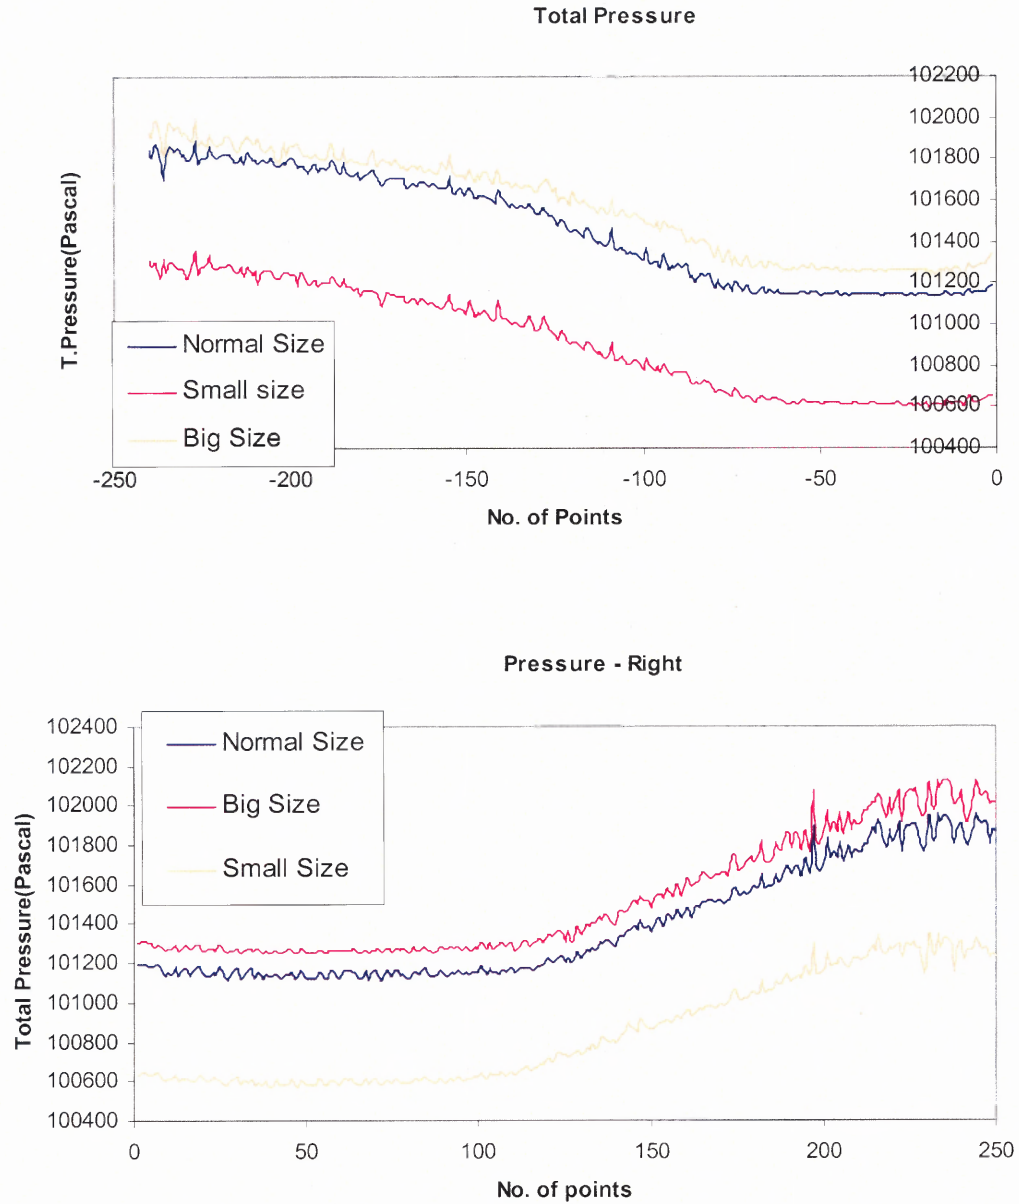 Total Pressure
102200
102000
101800
101600
101400
101200
101000
100800
100600
100400
T.Pressure(Pascal)
Normal Size
Small size
Big Size
-250 -200 -150 -100 -50 0
No. of Points
Pressure - Right
102400
102200
102000
101800
101600
101400
101200
101000
100800
100600
100400
Total Pressure(Pascal)
Normal Size
Big Size
Small Size
0 50 100 150 200 250
No. of points